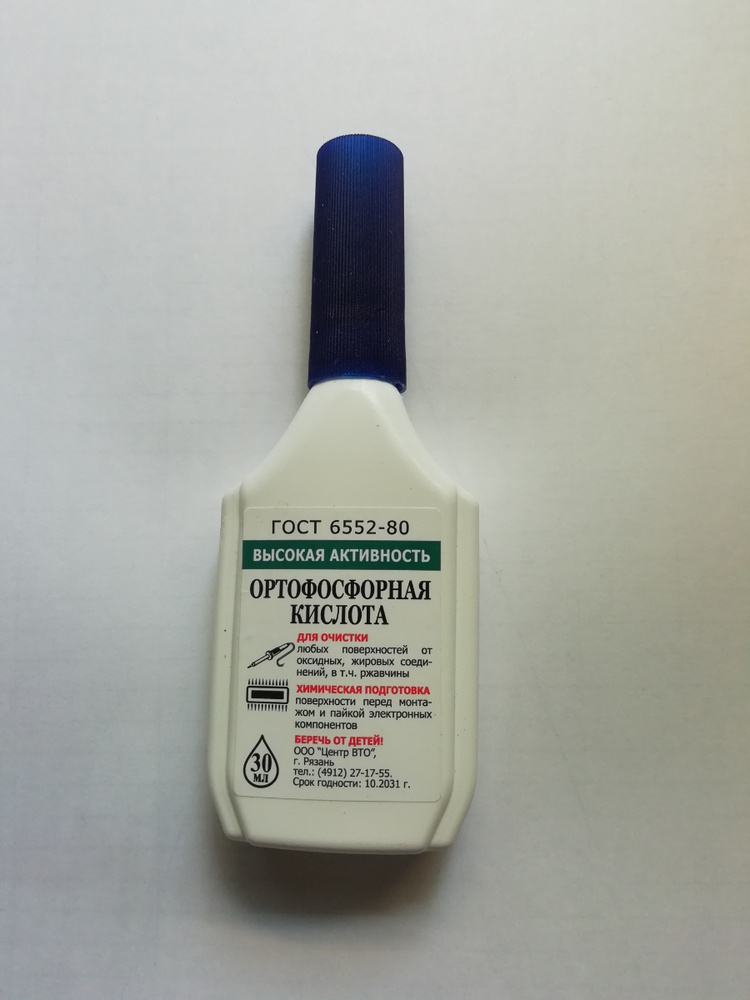 ГОСТ 6552-80
ВЫСОКАЯ АКТИВНОСТЬ
ОРТОФОСФОРНАЯ
КИСЛОТА
ДЛЯ ОЧИСТКИ
любых поверхностей от
оксидных, жировых соеди-
нений, в т.ч. ржавчины
ХИМИЧЕСКАЯ ПОДГОТОВКА
поверхности перед монта-
жом и пайкой электронных
компонентов
БЕРЕЧЬ ОТ ДЕТЕЙ!
ООО "Центр ВТО",
г. Рязань
тел.: (4912) 27-17-55.
Срок годности: 10.2031 г.
30
МЛ